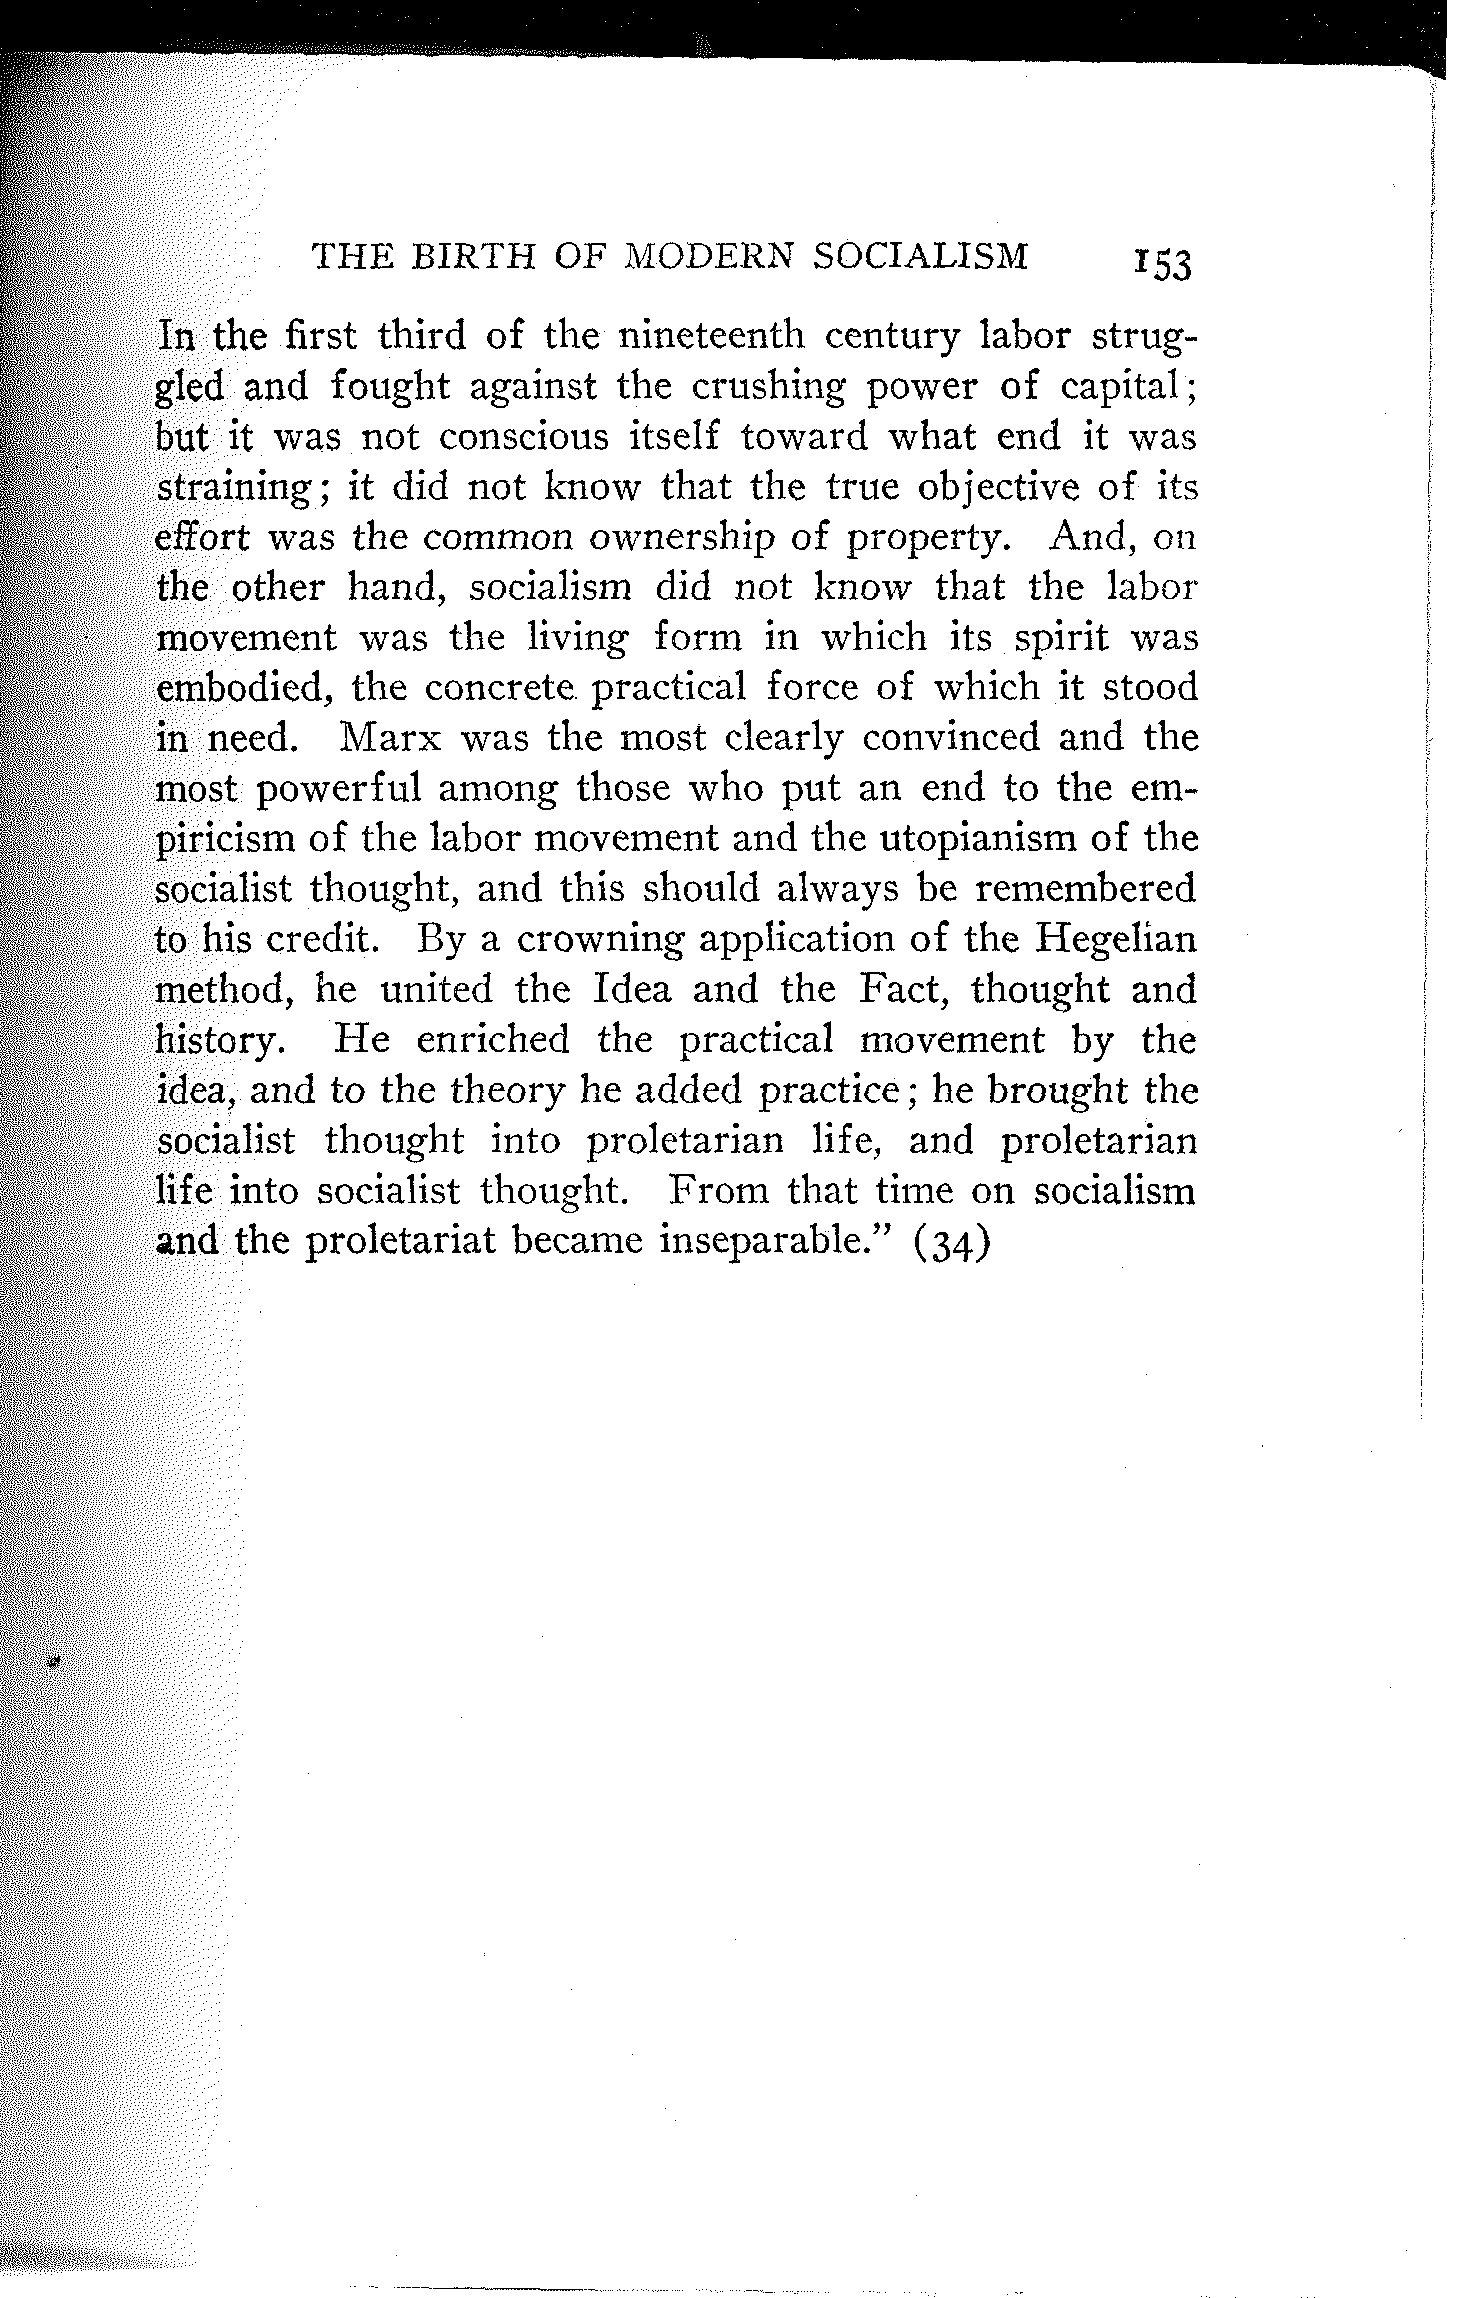 THE BIRTH OF MODERN SOCIALISM 153
In the first third of the nineteenth century labor strug-
gled and fought against the crushing power of capital;
but it was not conscious itself toward what end it was
straining; it did not know that the true objective of its
effort was the common ownership of property. And, on
the other hand, socialism did not know that the labor
movement was the living form in which its spirit was
embodied, the concrete practical force of which it stood
in need. Marx was the most clearly convinced and the
most powerful among those who put an end to the em-
piricism of the labor movement and the utopianism of the
socialist thought, and this should always be remembered
to his credit. By a crowning application of the Hegelian
method, he united the Idea and the Fact, thought and
history. He enriched the practical movement by the
idea, and to the theory he added practice; he brought the
socialist thought into proletarian life, and proletarian
life into socialist thought. From that time on socialism
and the proletariat became inseparable.” (34)